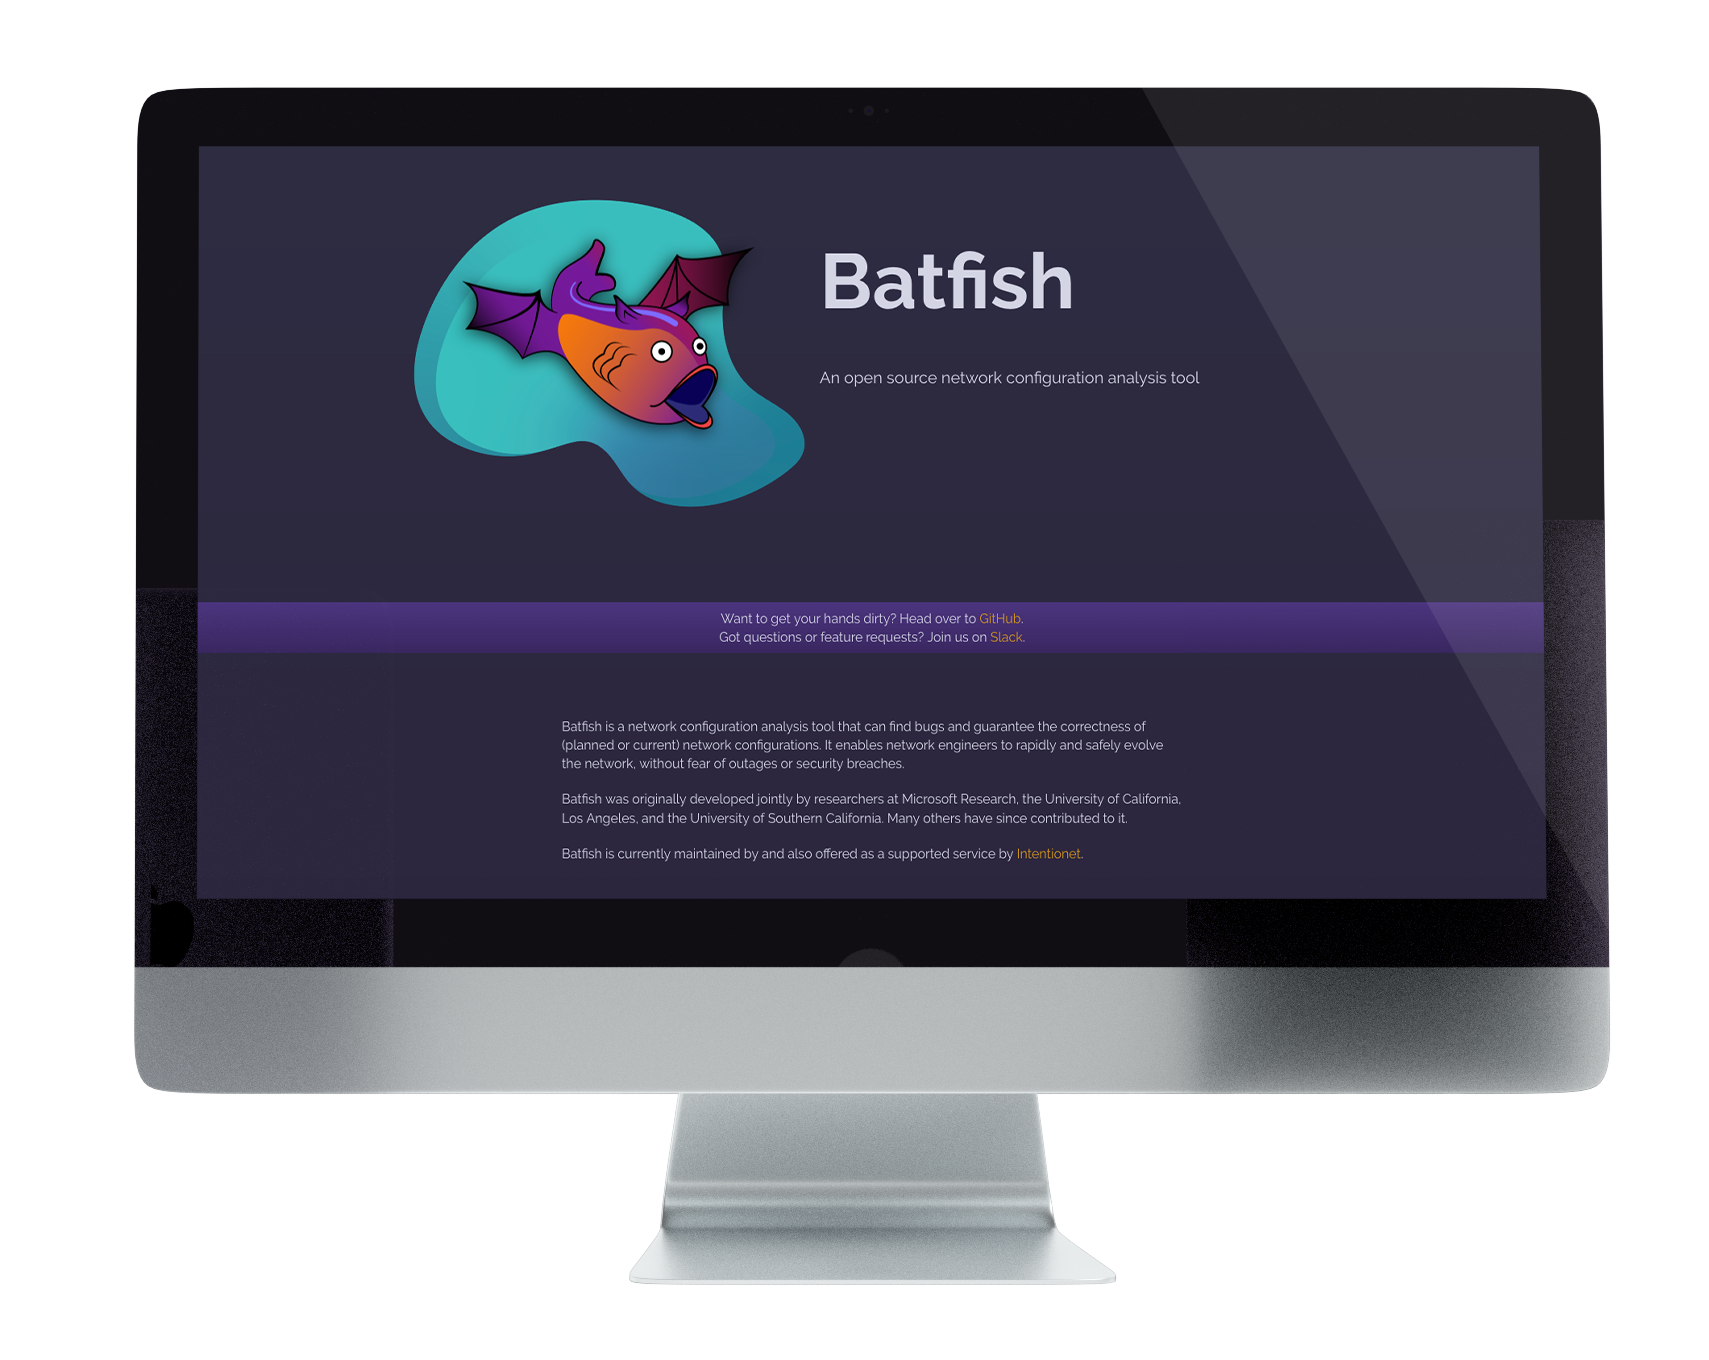 Batfish
An open source network configuration analysis tool
Want to get your hands dirty? Head over to GitHub.
Got questions or feature requests? Join us on Slack.
Batfish is a network configuration analysis tool that can find bugs and guarantee the correctness of
(planned or current) network configurations. It enables network engineers to rapidly and safely evolve
the network, without fear of outages or security breaches.
Batfish was originally developed jointly by researchers at Microsoft Research, the University of California,
Los Angeles, and the University of Southern California. Many others have since contributed to it.
Batfish is currently maintained by and also offered as a supported service by Intentionet.